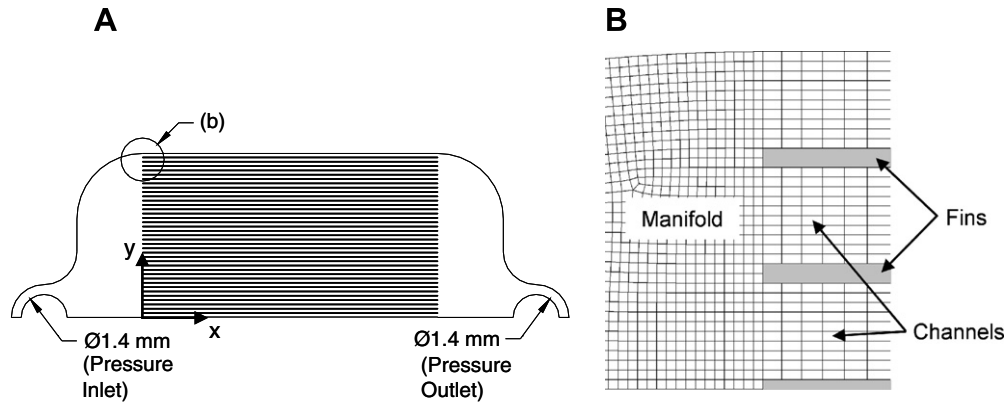 A
(b)
y
x
Ø1.4 mm
(Pressure
Inlet)
Ø1.4 mm
(Pressure
Outlet)
B
Manifold
Fins
Channels